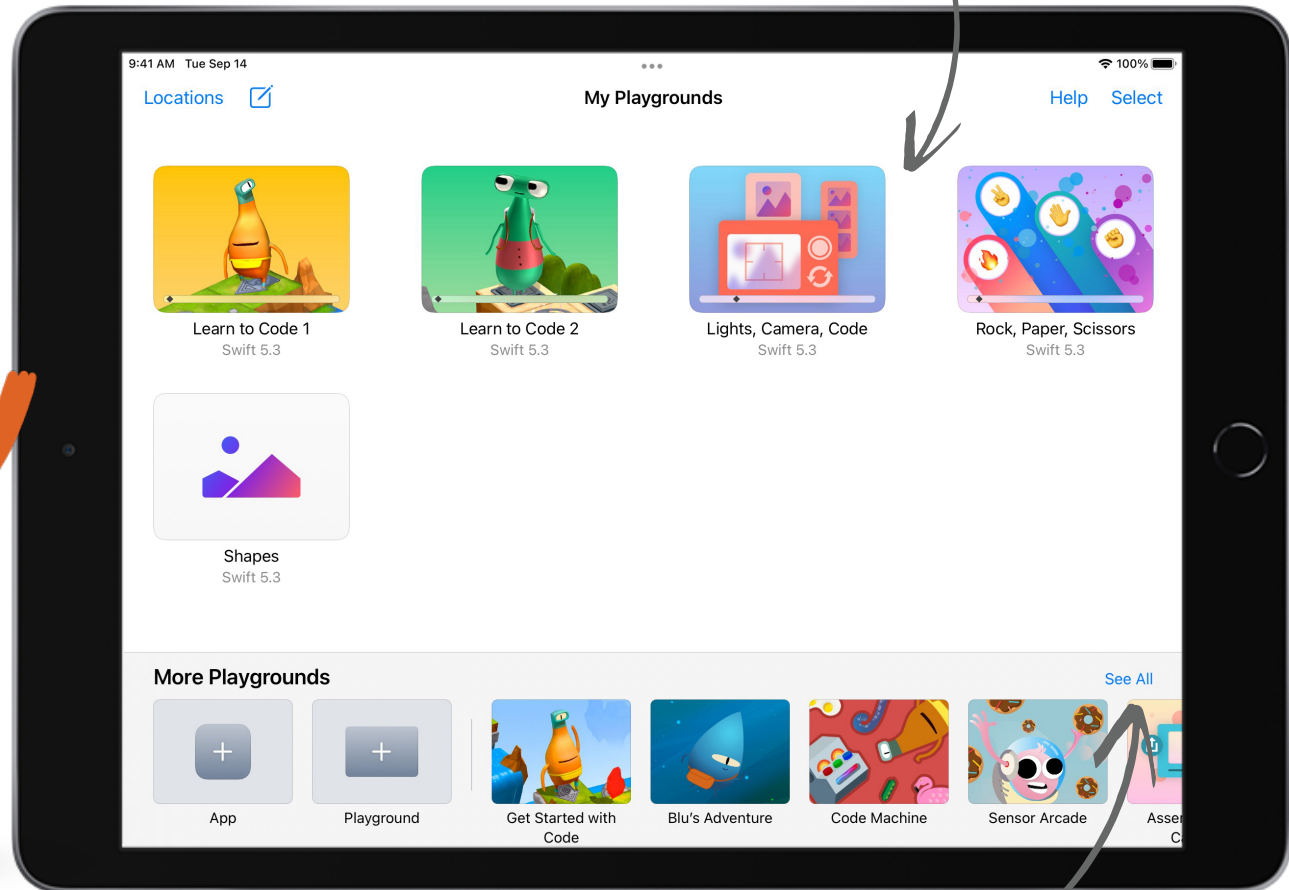 9:41 AM Tue Sep 14
100%
Locations
My Playgrounds
Help Select
Learn to Code 1
Swift 5.3
Learn to Code 2
Swift 5.3
Lights, Camera, Code
Swift 5.3
Rock, Paper, Scissors
Swift 5.3
Shapes
Swift 5.3
More Playgrounds
See All
App
Playground
Get Started with
Code
Blu's Adventure
Code Machine
Sensor Arcade